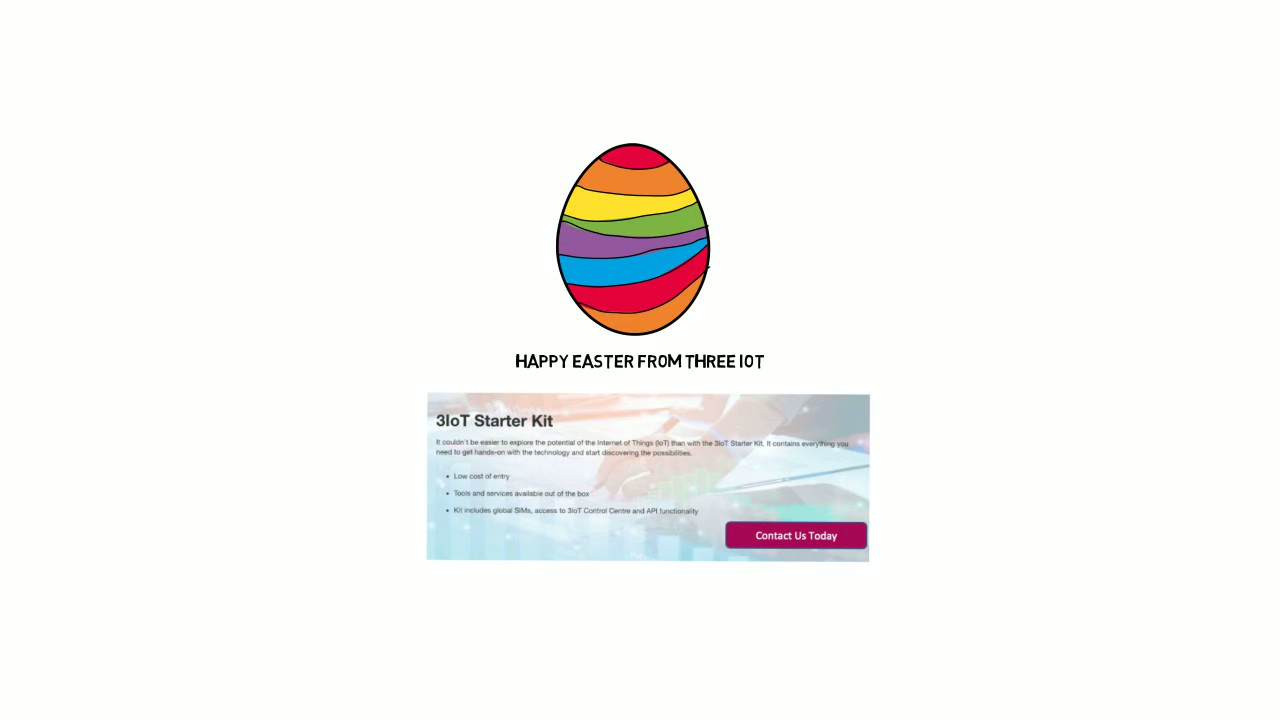 HAPPY EASTER FROM THREE IOT
3IoT Starter Kit
It couldn't be easier to explore the potential of the Internet of Things (IoT) than with the 3IoT Starter Kit. It contains everything you
need to get hands-on with the technology and start discovering the possibilities.
• Low cost of entry
• Tools and services available out of the box
• Kit includes global SIMs, access to 3IoT Control Centre and API functionality
Contact Us Today